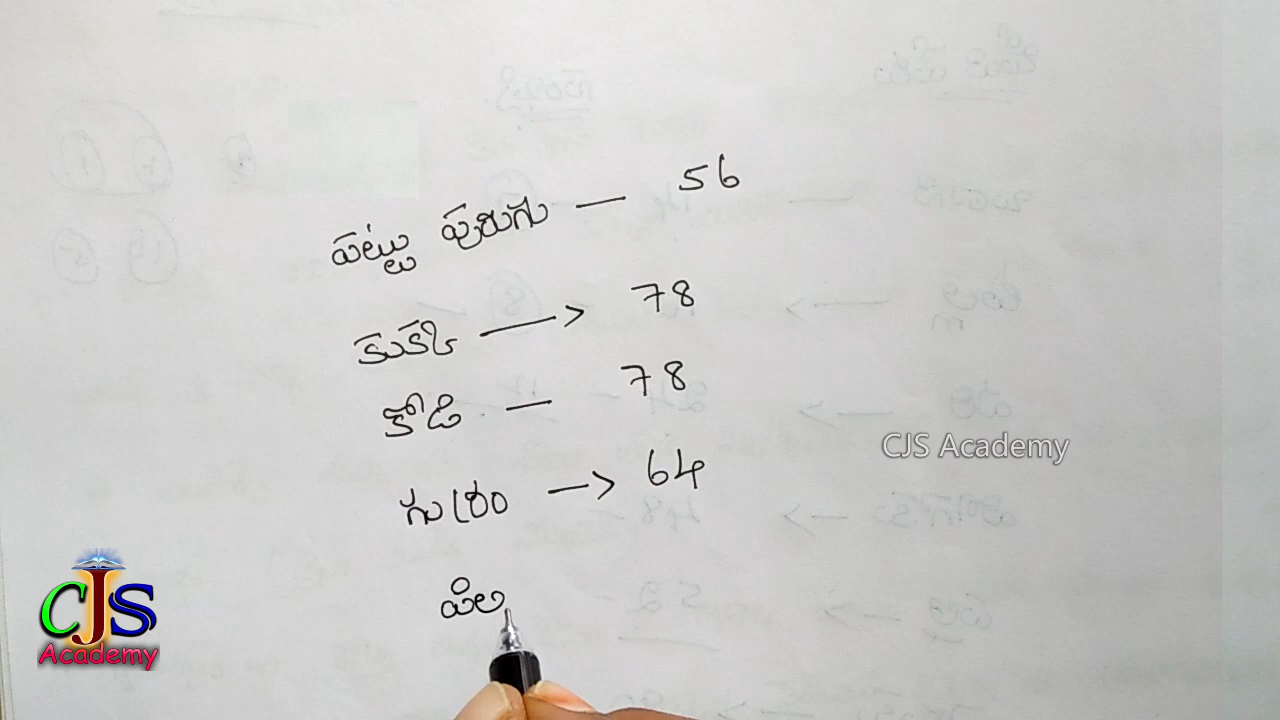 పట్టు పురుగు — 56
కుక్క —> 78
కోడి — 78
గుర్రం —> 64
పిల
CJS Academy
CJS
Academy